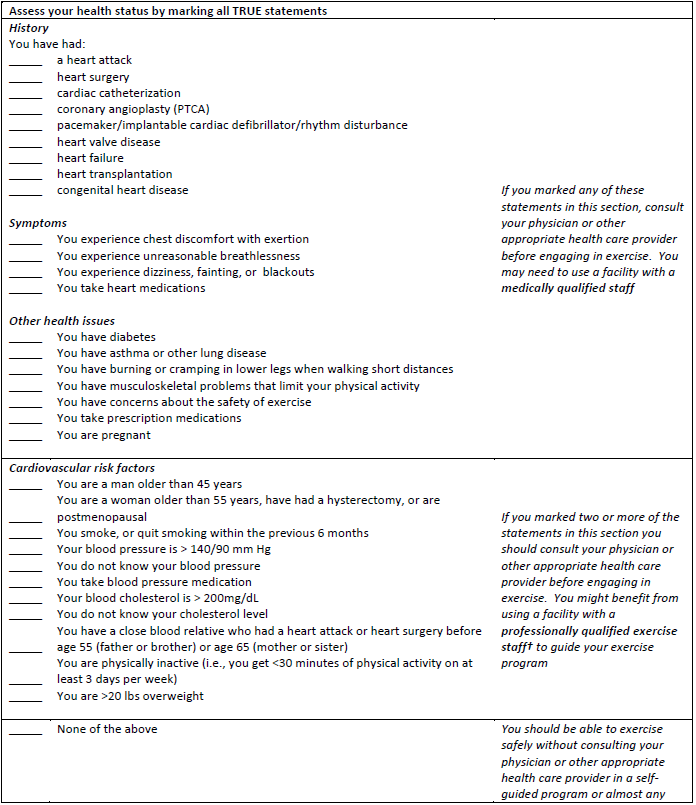 Assess your health status by marking all TRUE statements
History
You have had:
_____ a heart attack
_____ heart surgery
_____ cardiac catheterization
_____ coronary angioplasty (PTCA)
_____ pacemaker/implantable cardiac defibrillator/rhythm disturbance
_____ heart valve disease
_____ heart failure
_____ heart transplantation
_____ congenital heart disease
Symptoms
_____ You experience chest discomfort with exertion
_____ You experience unreasonable breathlessness
_____ You experience dizziness, fainting, or blackouts
_____ You take heart medications
Other health issues
_____ You have diabetes
_____ You have asthma or other lung disease
_____ You have burning or cramping in lower legs when walking short distances
_____ You have musculoskeletal problems that limit your physical activity
_____ You have concerns about the safety of exercise
_____ You take prescription medications
_____ You are pregnant
If you marked any of these
statements in this section, consult
your physician or other
appropriate health care provider
before engaging in exercise. You
may need to use a facility with a
medically qualified staff
Cardiovascular risk factors
_____ You are a man older than 45 years
You are a woman older than 55 years, have had a hysterectomy, or are
_____ postmenopausal
_____ You smoke, or quit smoking within the previous 6 months
_____ Your blood pressure is > 140/90 mm Hg
_____ You do not know your blood pressure
_____ You take blood pressure medication
_____ Your blood cholesterol is > 200mg/dL
_____ You do not know your cholesterol level
You have a close blood relative who had a heart attack or heart surgery before
_____ age 55 (father or brother) or age 65 (mother or sister)
You are physically inactive (i.e., you get <30 minutes of physical activity on at
_____ least 3 days per week)
_____ You are >20 lbs overweight
If you marked two or more of the
statements in this section you
should consult your physician or
other appropriate health care
provider before engaging in
exercise. You might benefit from
using a facility with a
professionally qualified exercise
staff† to guide your exercise
program
_____ None of the above
You should be able to exercise
safely without consulting your
physician or other appropriate
health care provider in a self-
guided program or almost any